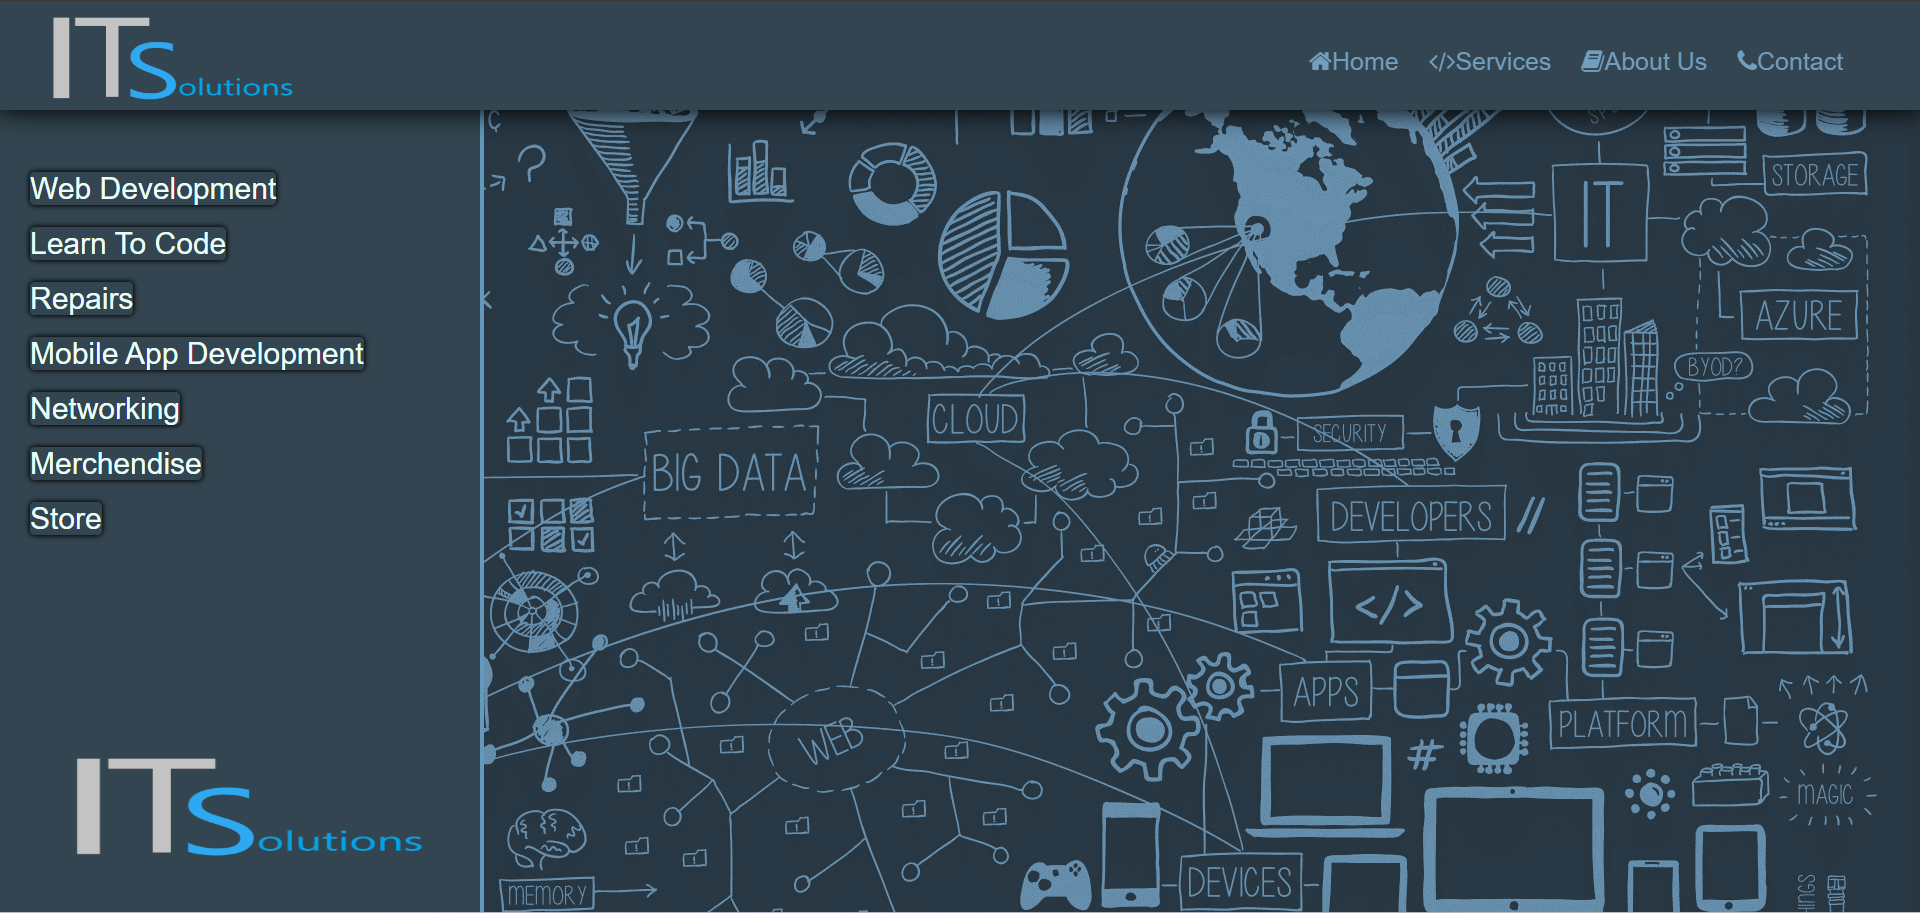 ITSolutions
Home </>Services About Us Contact
Web Development
Learn To Code
Repairs
Mobile App Development
Networking
Merchendise
Store
ITSolutions
STORAGE
IT
AZURE
BYOD?
CLOUD
SECURITY
BIG DATA
DEVELOPERS //
</>
APPS
PLATFORM
WEB
#
MAGIC
DEVICES
MEMORY